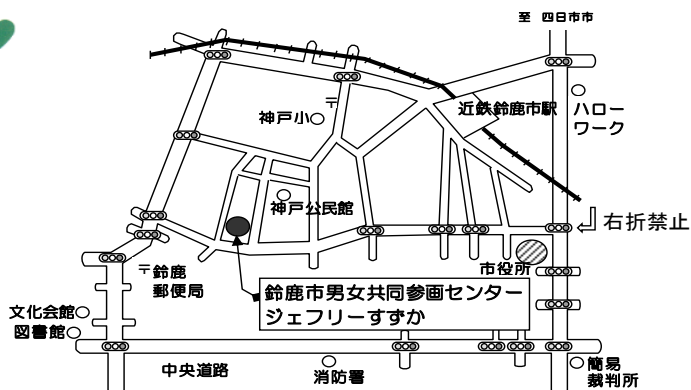 至 四日市市
近鉄鈴鹿市駅
ハロー
ワーク
〒
神戸小
神戸公民館
右折禁止
市役所
〒鈴鹿
郵便局
鈴鹿市男女共同参画センター
ジェフリーすずか
文化会館
図書館
中央道路
消防署
簡易
裁判所